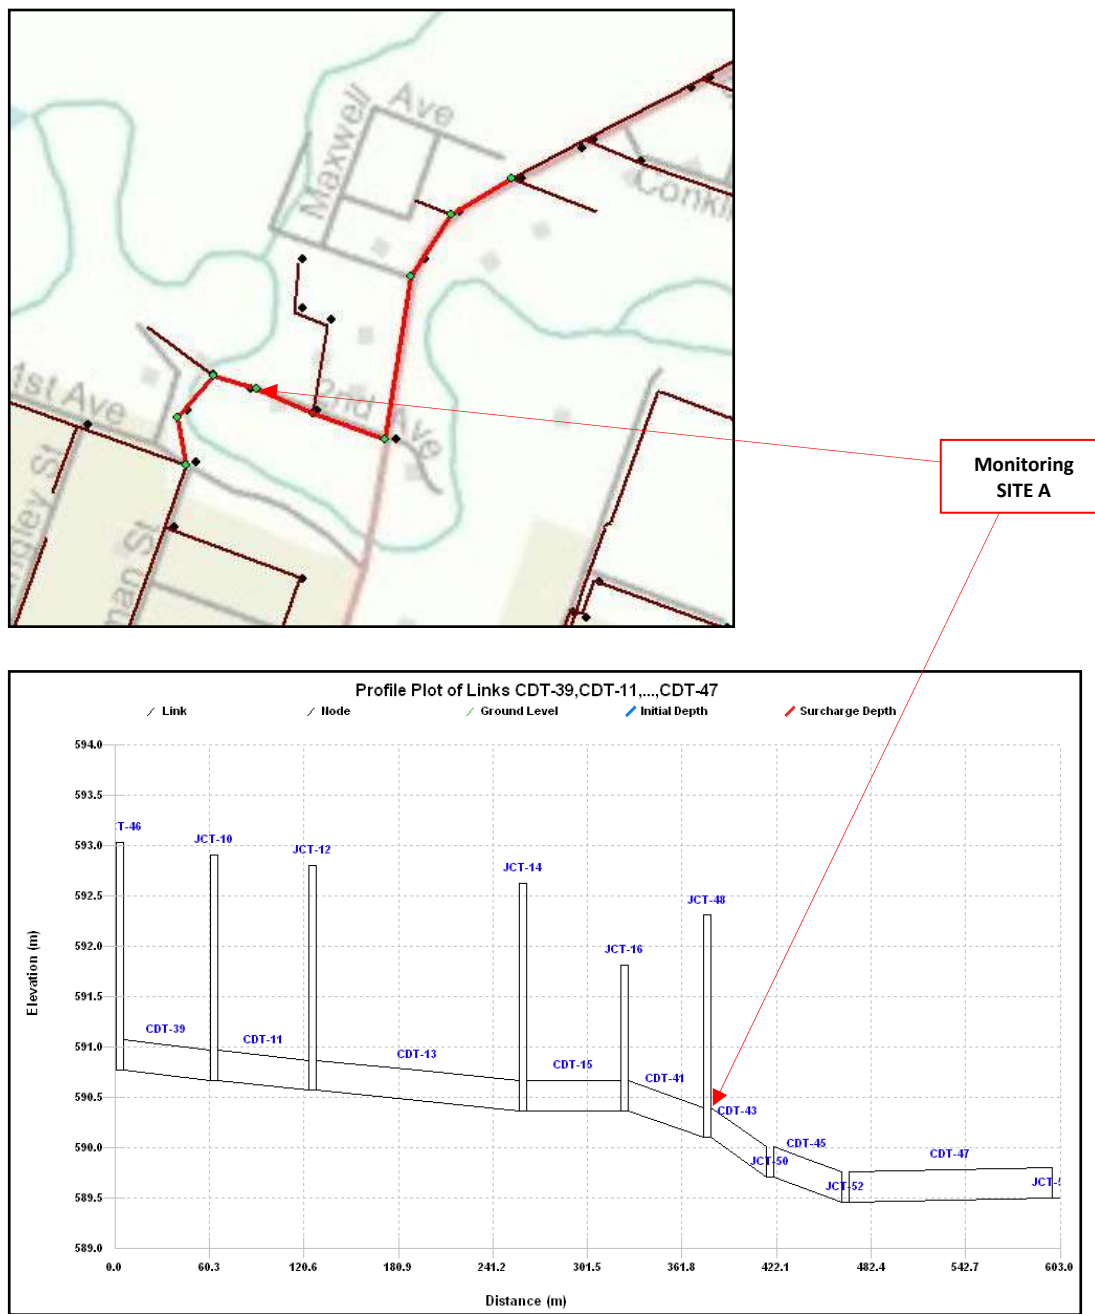 Ave
Maxwell
Conkl
1st Ave
2nd Ave
ngley St
man St
Monitoring
SITE A
Profile Plot of Links CDT-39,CDT-11,...,CDT-47
Link Node Ground Level Initial Depth Surcharge Depth
594.0
593.5
593.0
592.5
592.0
591.5
591.0
590.5
590.0
589.5
589.0
Elevation (m)
CT-46
JCT-10
JCT-12
JCT-14
JCT-48
JCT-16
CDT-39
CDT-11
CDT-13
CDT-15
CDT-41
CDT-43
CDT-45
CDT-47
JCT-50
JCT-52
JCT-5
0.0 60.3 120.6 180.9 241.2 301.5 361.8 422.1 482.4 542.7 603.0
Distance (m)